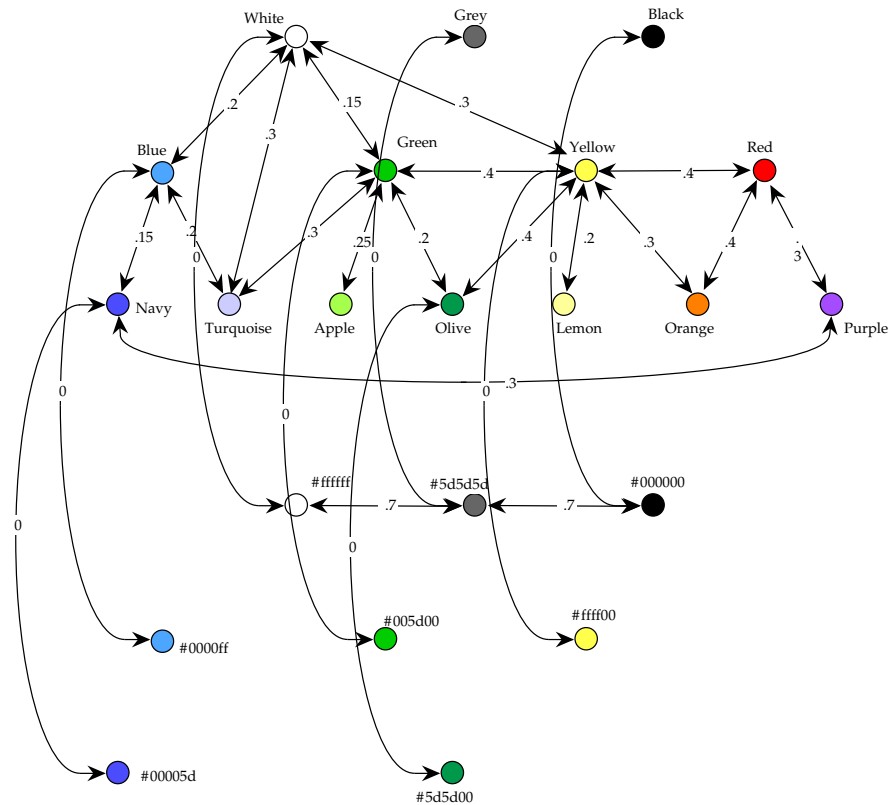 White
Grey
Black
.2
.15
.3
.3
Blue
Green
Yellow
Red
.4
.4
.15
.2
.3
.25
.2
.4
.2
.3
.4
.
3
0
0
0
Navy
Turquoise
Apple
Olive
Lemon
Orange
Purple
.3
0
0
0
#ffffff
#5d5d5d
#000000
.7
.7
0
0
#0000ff
#005d00
#ffff00
#00005d
#5d5d00